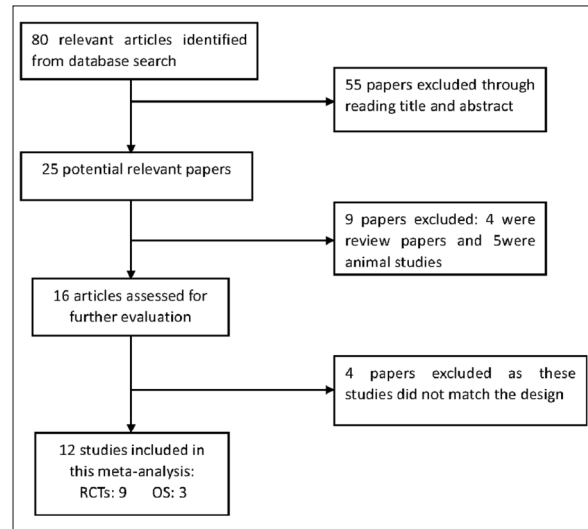 80 relevant articles identified
from database search
55 papers excluded through
reading title and abstract
25 potential relevant papers
9 papers excluded: 4 were
review papers and 5were
animal studies
16 articles assessed for
further evaluation
4 papers excluded as these
studies did not match the design
12 studies included in
this meta-analysis:
RCTs: 9 OS: 3